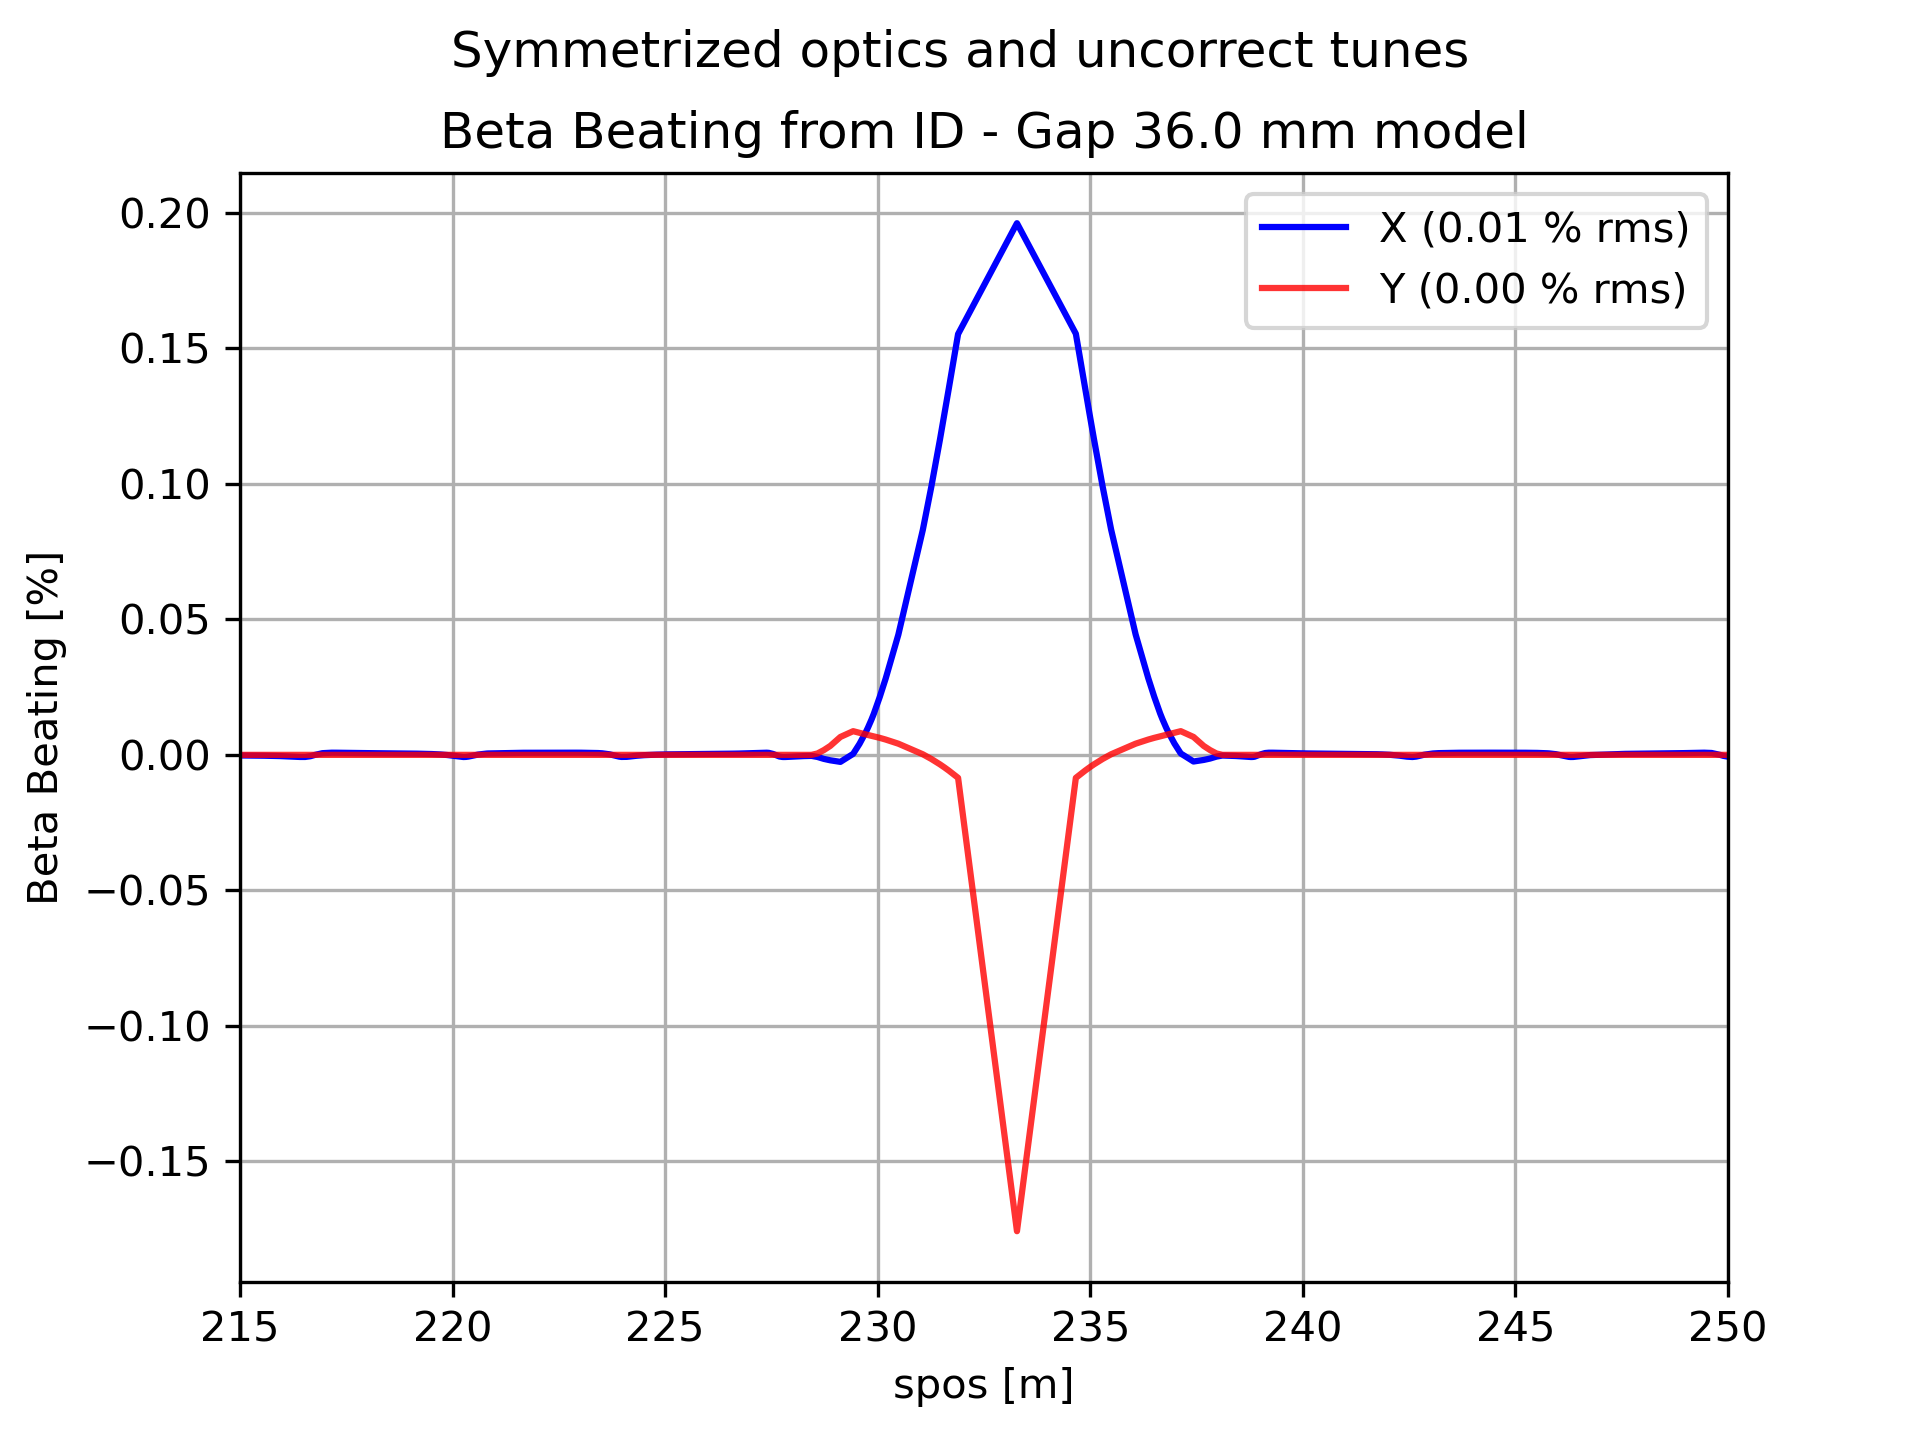 Symmetrized optics and uncorrect tunes
Beta Beating from ID - Gap 36.0 mm model
X (0.01 % rms)
Y (0.00 % rms)
Beta Beating [%]
0.20
0.15
0.10
0.05
0.00
−0.05
−0.10
−0.15
215 220 225 230 235 240 245 250
spos [m]